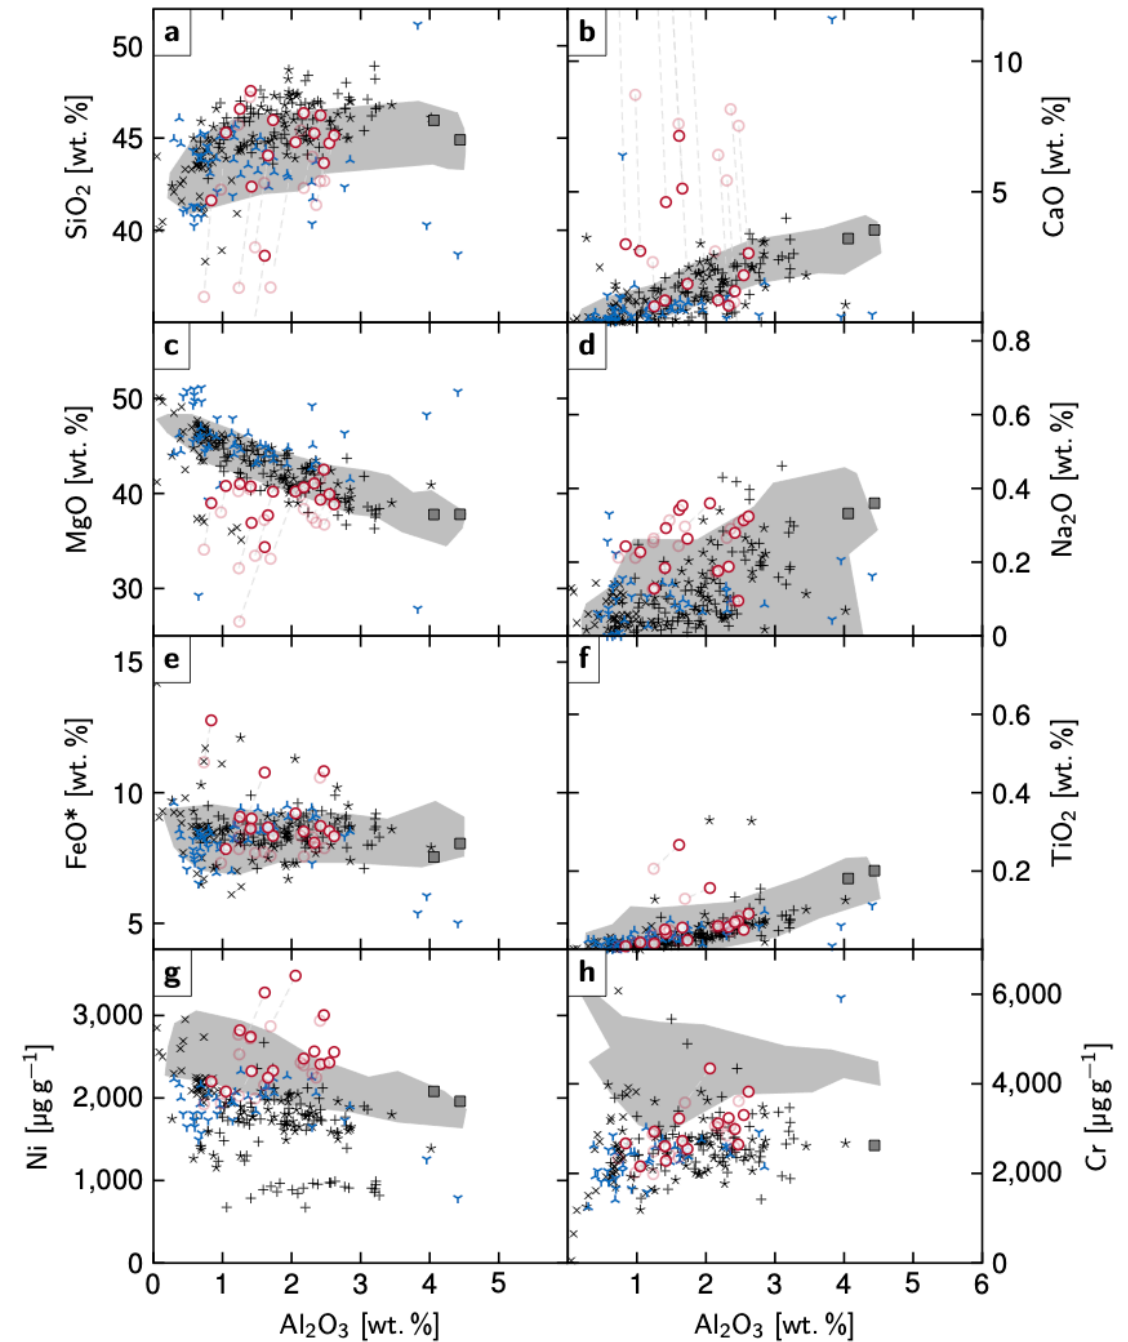 a
b
50
45
40
SiO₂ [wt. %]
10
5
CaO [wt. %]
c
d
50
40
30
MgO [wt. %]
0.8
0.6
0.4
0.2
0
Na₂O [wt. %]
e
f
15
10
5
FeO* [wt. %]
0.6
0.4
0.2
TiO₂ [wt. %]
g
h
3,000
2,000
1,000
0
Ni [µg g⁻¹]
6,000
4,000
2,000
0
Cr [µg g⁻¹]
0 1 2 3 4 5
1 2 3 4 5 6
Al₂O₃ [wt. %]
Al₂O₃ [wt. %]